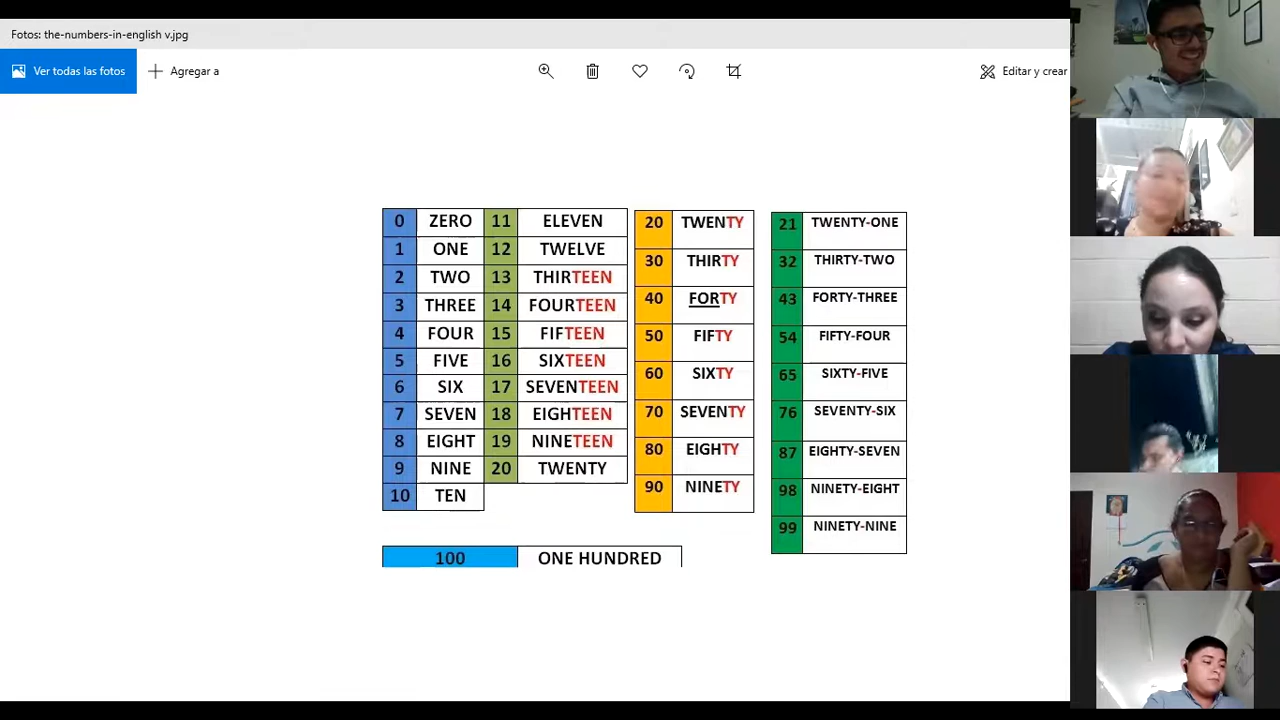 Fotos: the-numbers-in-english v.jpg
Ver todas las fotos
Agregar a
Editar y crear
0 ZERO 11 ELEVEN
1 ONE 12 TWELVE
2 TWO 13 THIRTEEN
3 THREE 14 FOURTEEN
4 FOUR 15 FIFTEEN
5 FIVE 16 SIXTEEN
6 SIX 17 SEVENTEEN
7 SEVEN 18 EIGHTEEN
8 EIGHT 19 NINETEEN
9 NINE 20 TWENTY
10 TEN
20 TWENTY
30 THIRTY
40 FORTY
50 FIFTY
60 SIXTY
70 SEVENTY
80 EIGHTY
90 NINETY
21 TWENTY-ONE
32 THIRTY-TWO
43 FORTY-THREE
54 FIFTY-FOUR
65 SIXTY-FIVE
76 SEVENTY-SIX
87 EIGHTY-SEVEN
98 NINETY-EIGHT
99 NINETY-NINE
100 ONE HUNDRED